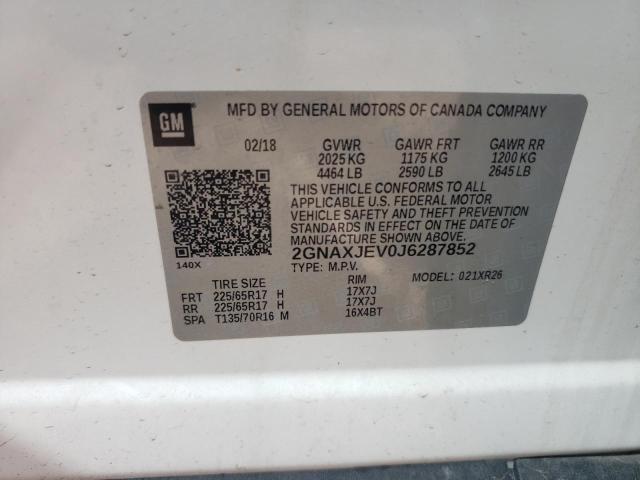 GM
MFD BY GENERAL MOTORS OF CANADA COMPANY
02/18 GVWR GAWR FRT GAWR RR
2025 KG 1175 KG 1200 KG
4464 LB 2590 LB 2645 LB
THIS VEHICLE CONFORMS TO ALL
APPLICABLE U.S. FEDERAL MOTOR
VEHICLE SAFETY AND THEFT PREVENTION
STANDARDS IN EFFECT ON THE DATE OF
MANUFACTURE SHOWN ABOVE.
2GNAXJEV0J6287852
140X TYPE: M.P.V. MODEL: 021XR26
TIRE SIZE RIM
FRT 225/65R17 H 17X7J
RR 225/65R17 H 17X7J
SPA T135/70R16 M 16X4BT